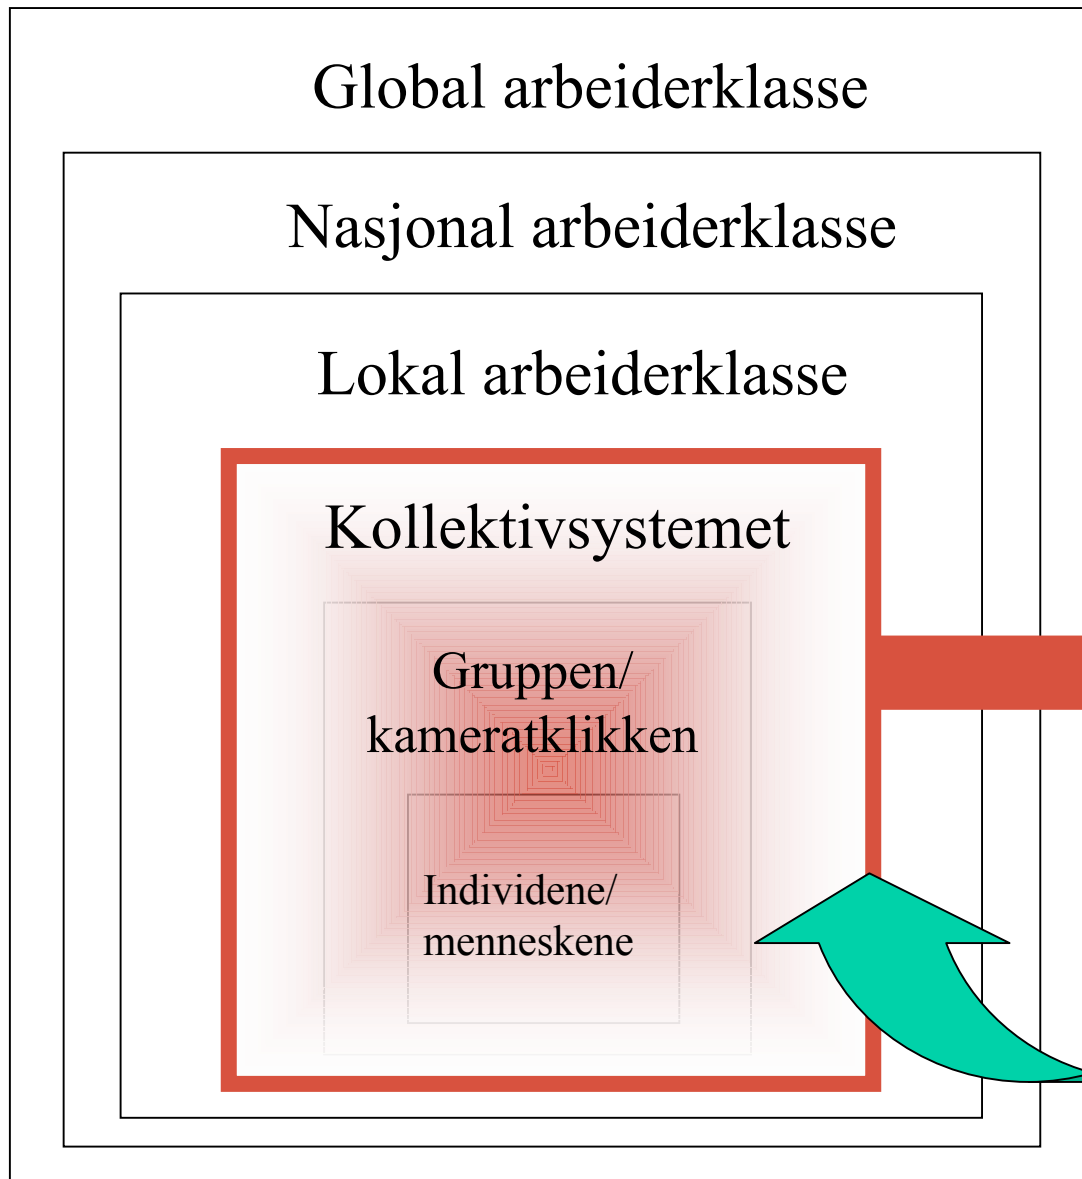 Global arbeiderklasse
Nasjonal arbeiderklasse
Lokal arbeiderklasse
Kollektivsystemet
Gruppen/
kameratklikken
Individene/
menneskene